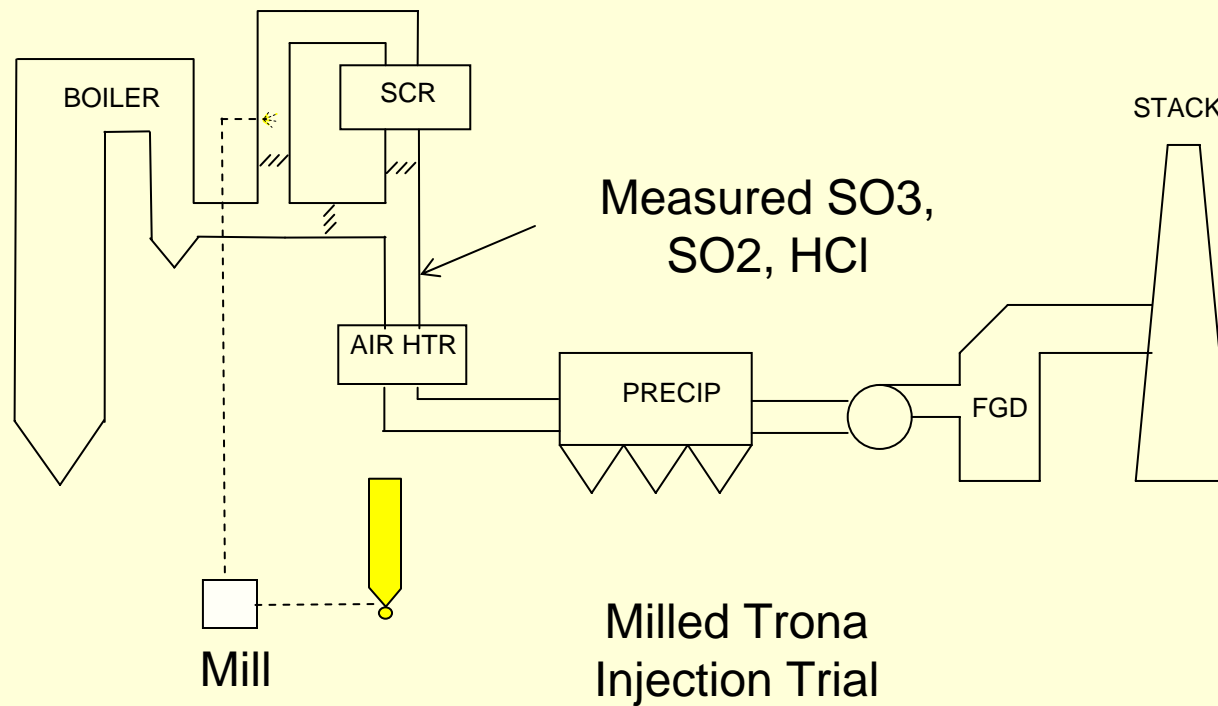 BOILER
SCR
STACK
Measured SO3,
SO2, HCl
AIR HTR
PRECIP
FGD
Mill
Milled Trona
Injection Trial